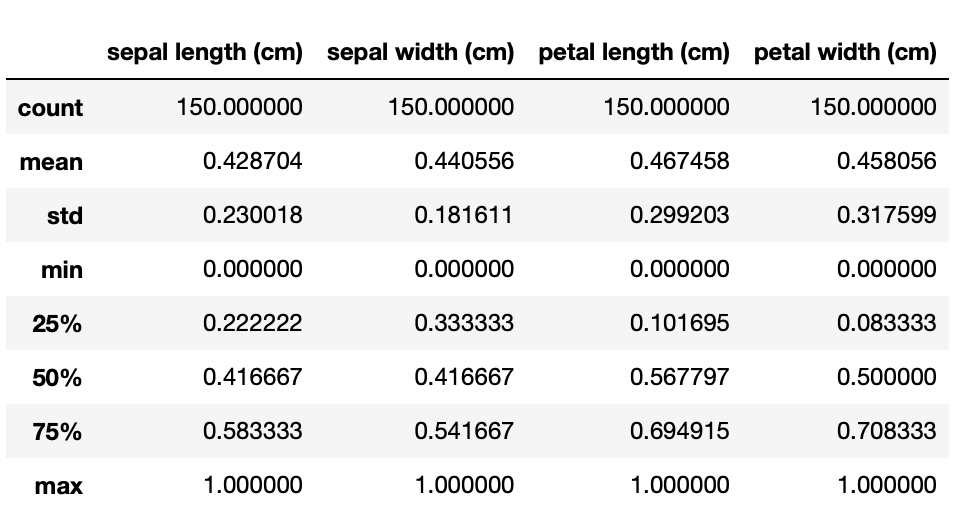 sepal length (cm) sepal width (cm) petal length (cm) petal width (cm)
count 150.000000 150.000000 150.000000 150.000000
mean 0.428704 0.440556 0.467458 0.458056
std 0.230018 0.181611 0.299203 0.317599
min 0.000000 0.000000 0.000000 0.000000
25% 0.222222 0.333333 0.101695 0.083333
50% 0.416667 0.416667 0.567797 0.500000
75% 0.583333 0.541667 0.694915 0.708333
max 1.000000 1.000000 1.000000 1.000000